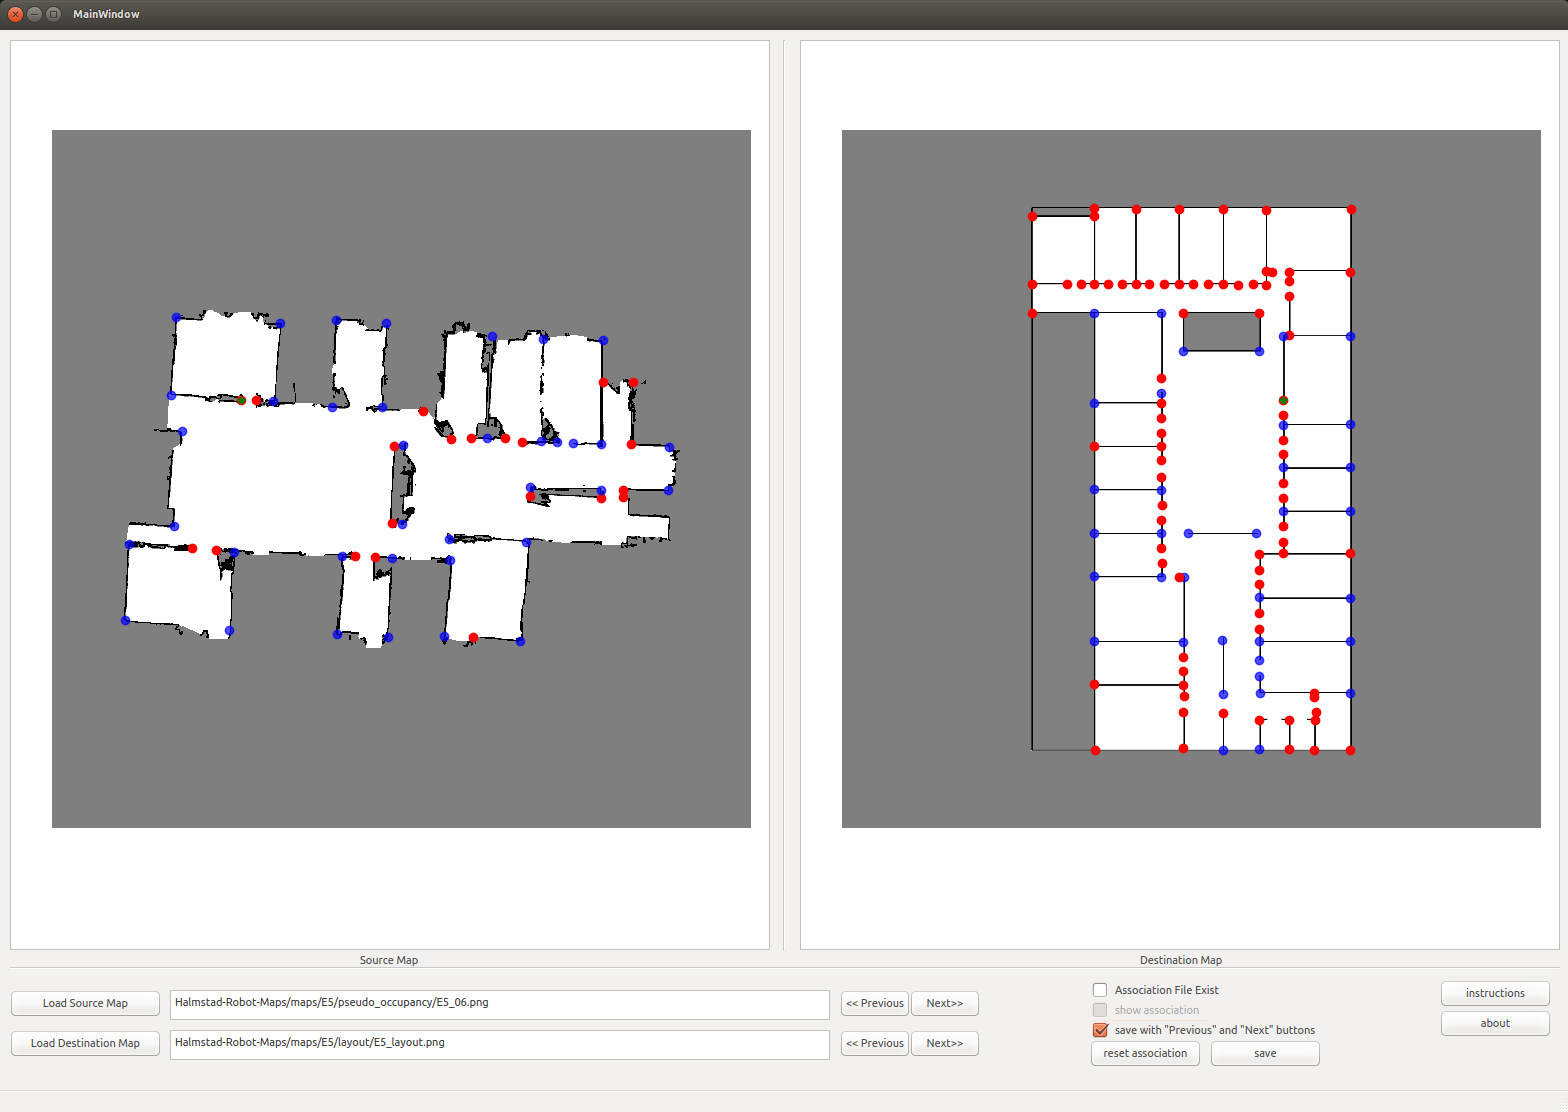 MainWindow
Source Map
Destination Map
Load Source Map
Halmstad-Robot-Maps/maps/E5/pseudo_occupancy/E5_06.png
<< Previous
Next>>
Association File Exist
show association
save with "Previous" and "Next" buttons
instructions
Load Destination Map
Halmstad-Robot-Maps/maps/E5/layout/E5_layout.png
<< Previous
Next>>
reset association
save
about